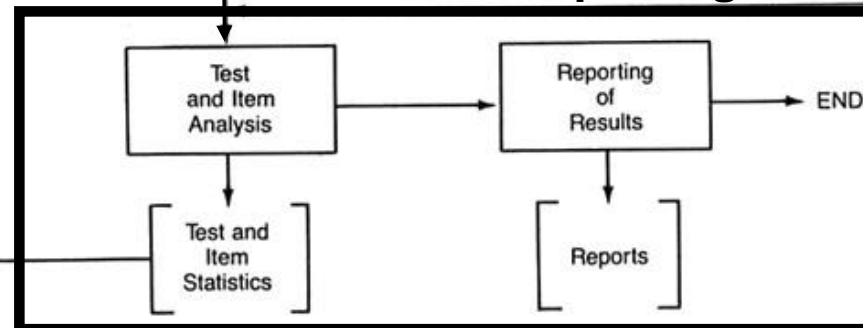 Test
and Item
Analysis
Reporting
of
Results
END
Test and
Item
Statistics
Reports